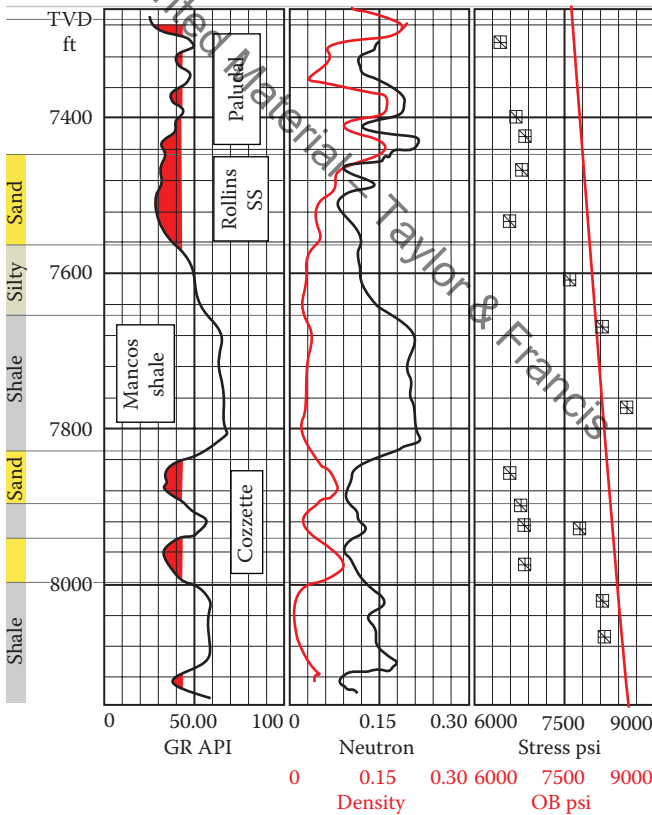 TVD
ft
7400
7600
7800
8000
Sand
Silty
Shale
Sand
Shale
Paludal
Rollins
SS
Mancos
shale
Cozzette
ited Material - Taylor & Francis
0 50.00 100
GR API
0 0.15 0.30
Neutron
0 0.15 0.30
Density
6000 7500 9000
Stress psi
6000 7500 9000
OB psi